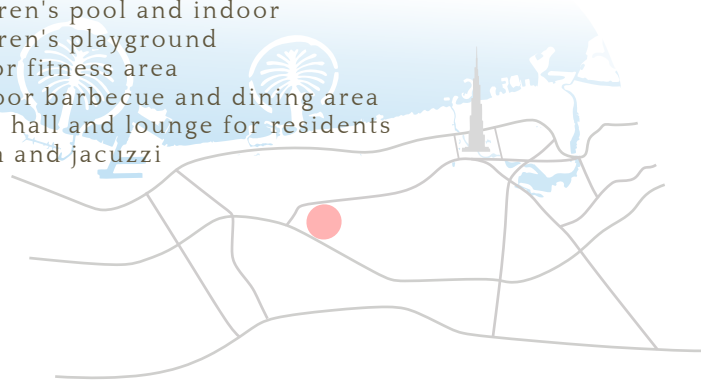 ren's pool and indoor
ren's playground
or fitness area
oor barbecue and dining area
hall and lounge for residents
and jacuzzi